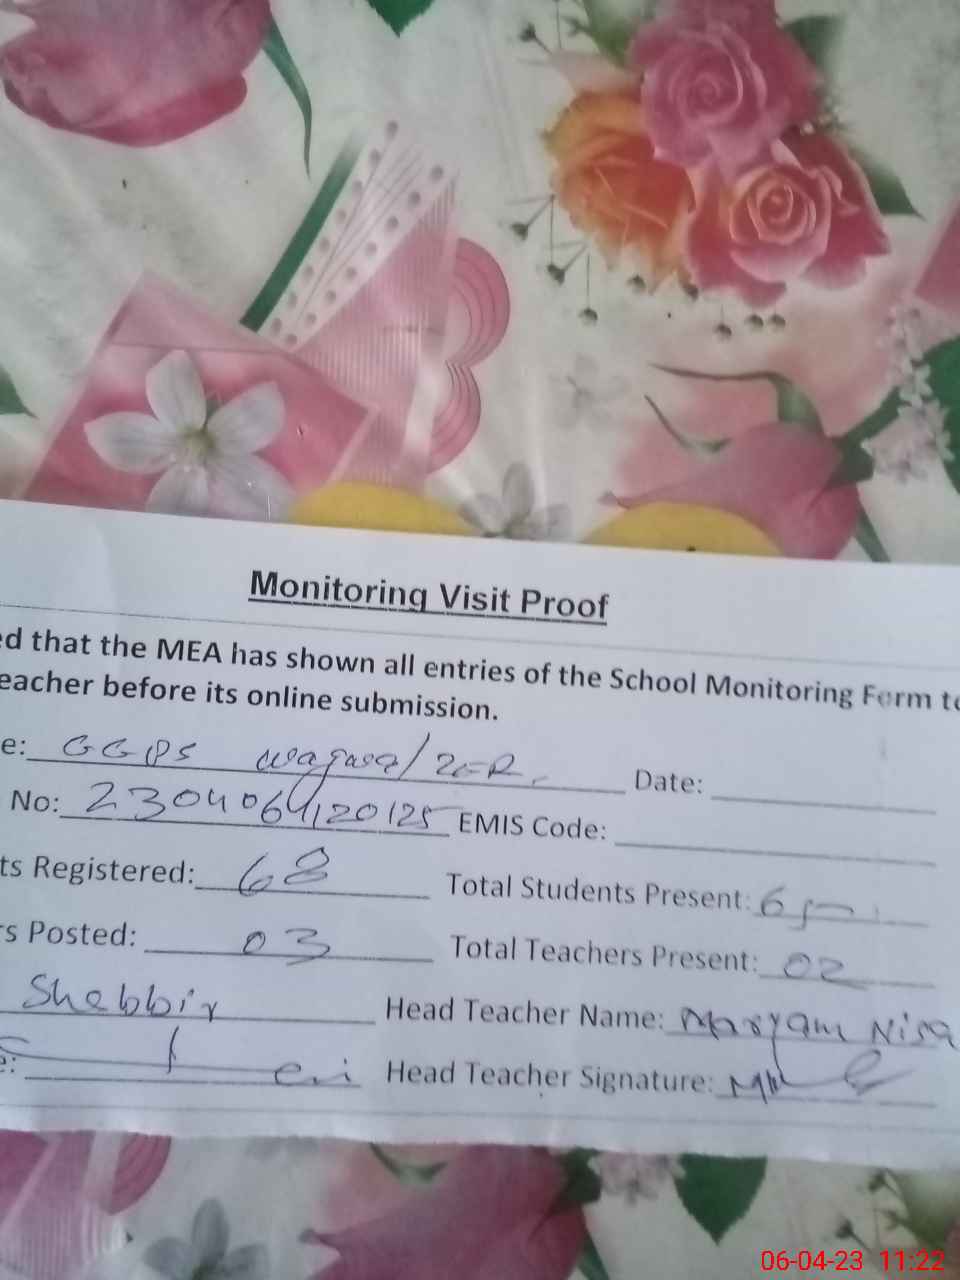 Monitoring Visit Proof
ed that the MEA has shown all entries of the School Monitoring Form to
eacher before its online submission.
e: GGPS Date:
No: 2304064120125 EMIS Code:
ts Registered: 68 Total Students Present:
rs Posted: 03 Total Teachers Present: 02
Shabbir Head Teacher Name: Maryam Nisa
e: Head Teacher Signature:
06-04-23 11:22